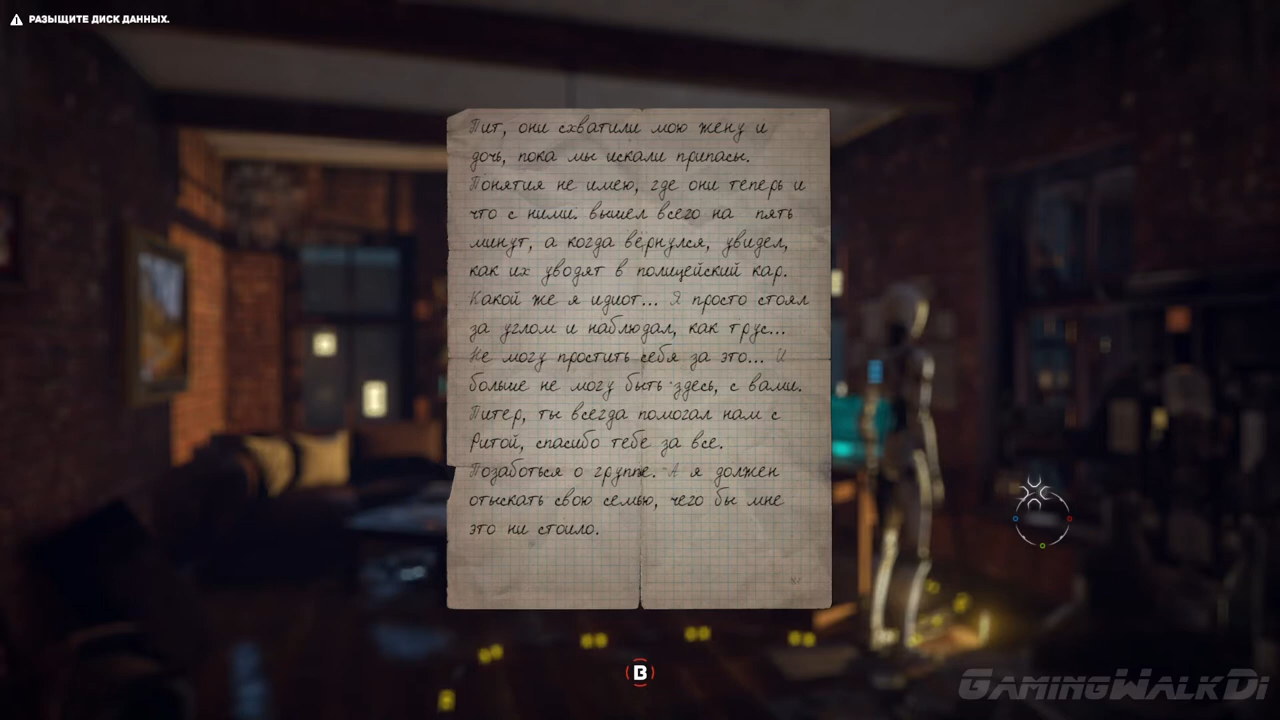 РАЗЫЩИТЕ ДИСК ДАННЫХ.
Пит, они схватили мою жену и
дочь, пока мы искали припасы.
Понятия не имею, где они теперь и
что с ними. вышел всего на пять
минут, а когда вернулся, увидел,
как их уводят в полицейский кар.
Какой же я идиот... Я просто стоял
за углом и наблюдал, как трус...
Не могу простить себя за это... И
больше не могу быть здесь, с вами.
Питер, ты всегда помогал нам с
Ритой, спасибо тебе за все.
Позаботься о группе. А я должен
отыскать свою семью, чего бы мне
это ни стоило.
B
GamingWalkDi